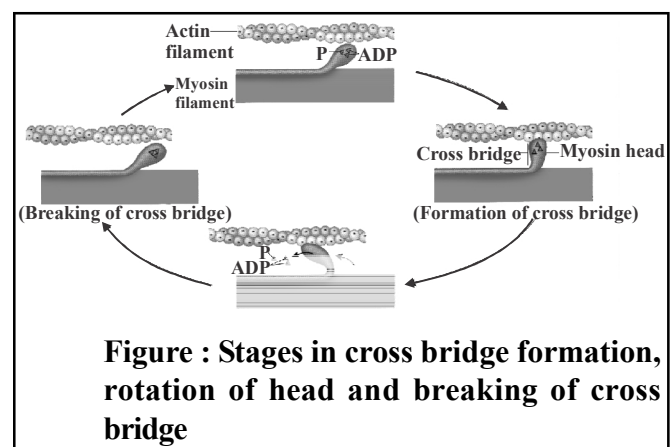 Actin
filament
P ADP
Myosin
filament
Cross bridge Myosin head
(Breaking of cross bridge)
(Formation of cross bridge)
P
ADP
Figure : Stages in cross bridge formation,
rotation of head and breaking of cross
bridge